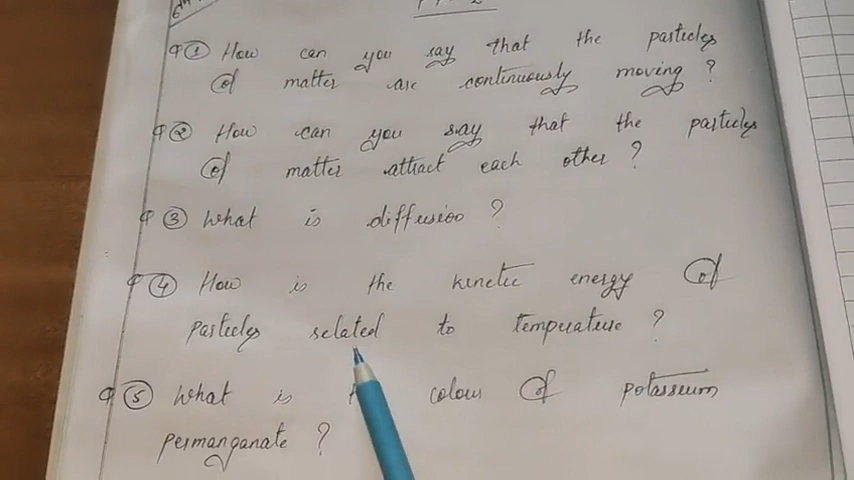 6th
Q① How can you say that the particles
of matter are continuously moving ?
Q② How can you say that the particles
of matter attract each other ?
Q③ What is diffusion ?
Q④ How is the kinetic energy of
particles related to temperature ?
Q⑤ What is colour of potassium
permanganate ?